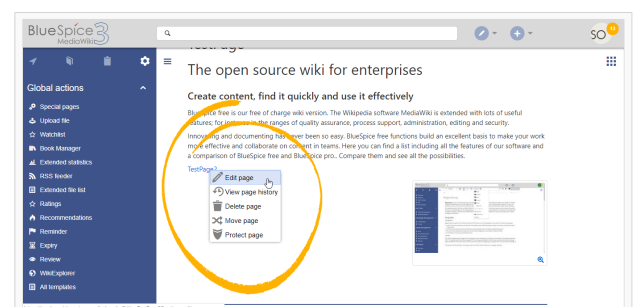 BlueSpice 3
MediaWiki
SO
Global actions
Special pages
Upload file
Watchlist
Book Manager
Extended statistics
RSS feeder
Extended file list
Ratings
Recommendations
Reminder
Expiry
Review
WikiExplorer
All templates
TestPage
The open source wiki for enterprises
Create content, find it quickly and use it effectively
BlueSpice free is our free of charge wiki version. The Wikipedia software MediaWiki is extended with lots of useful
features; for instance in the ranges of quality assurance, process support, administration, editing and security.
Innovating and documenting has never been so easy. BlueSpice free functions build an excellent basis to make your work
more effective and collaborate on content in teams. Here you can find a list including all the features of our software and
a comparison of BlueSpice free and BlueSpice pro.. Compare them and see all the possibilities.
TestPage2
Edit page
View page history
Delete page
Move page
Protect page